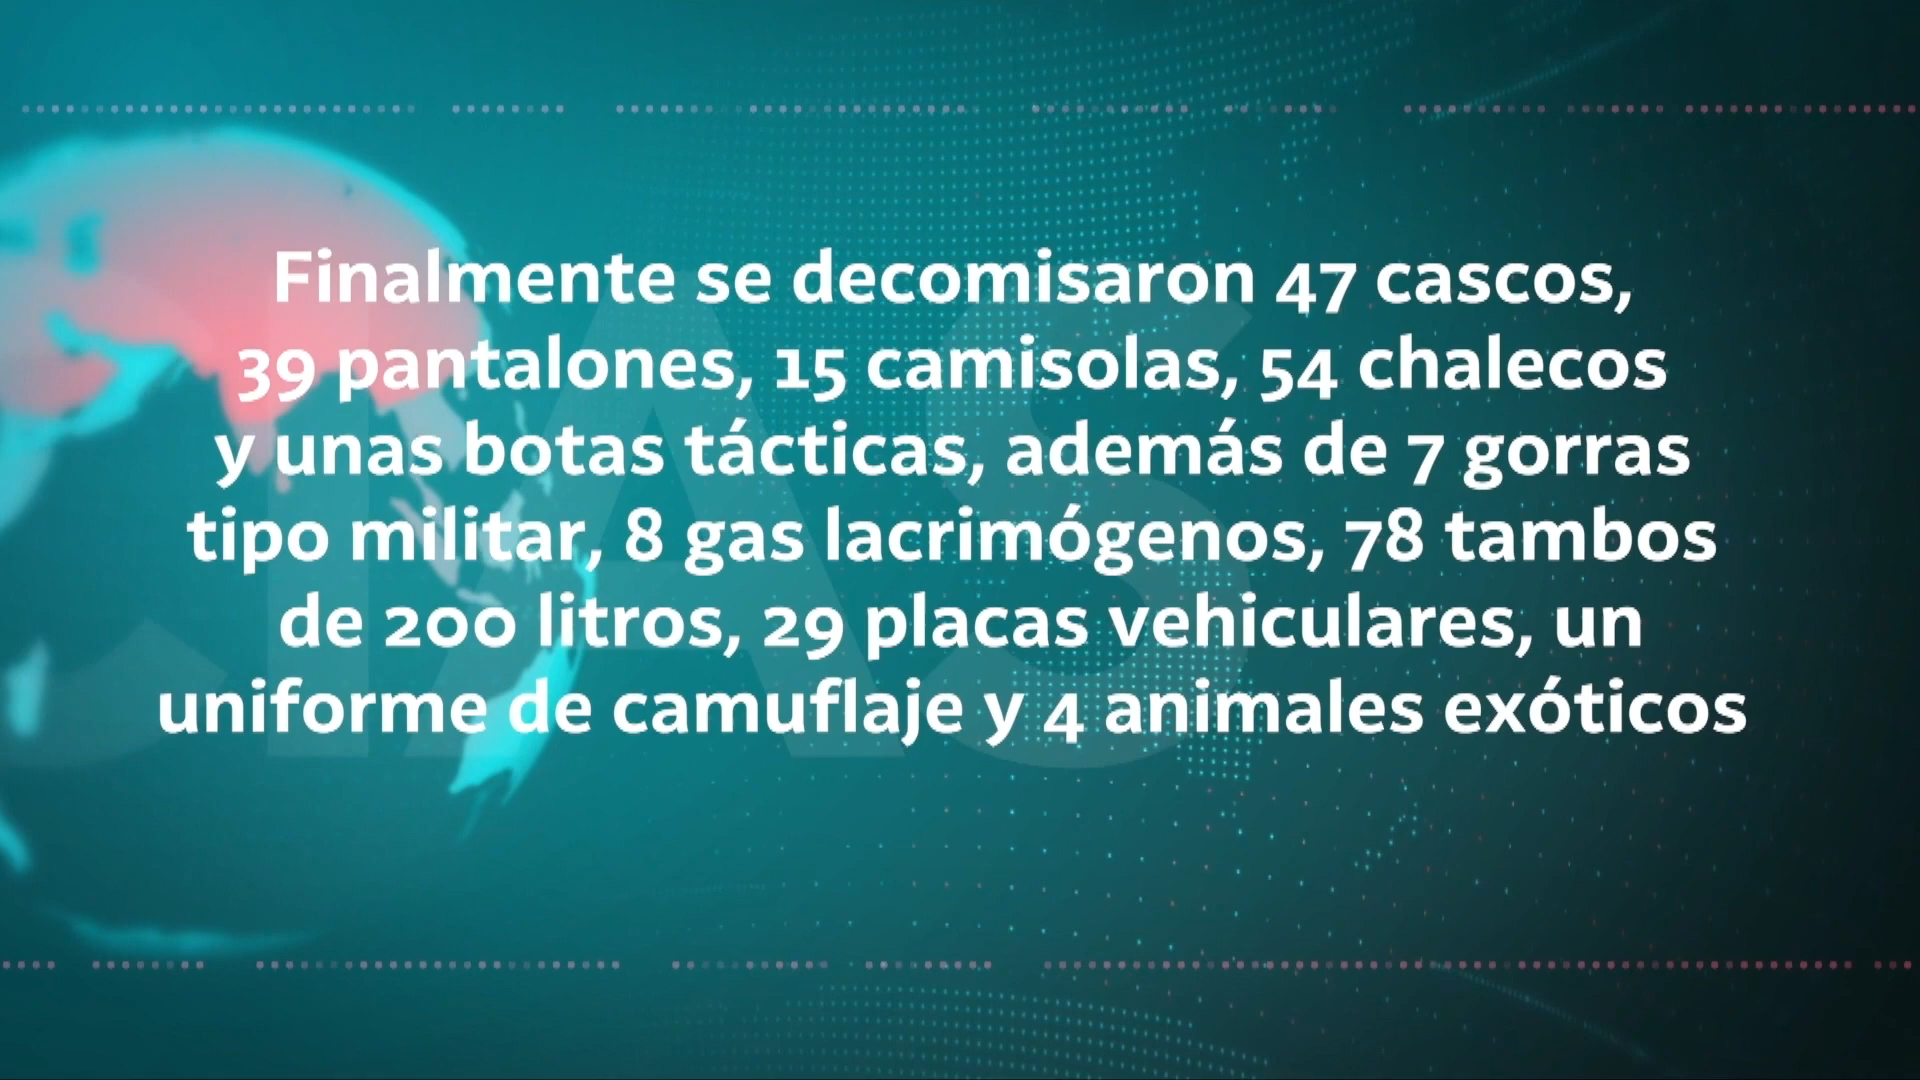 Finalmente se decomisaron 47 cascos,
39 pantalones, 15 camisolas, 54 chalecos
y unas botas tácticas, además de 7 gorras
tipo militar, 8 gas lacrimógenos, 78 tambos
de 200 litros, 29 placas vehiculares, un
uniforme de camuflaje y 4 animales exóticos
CIAS